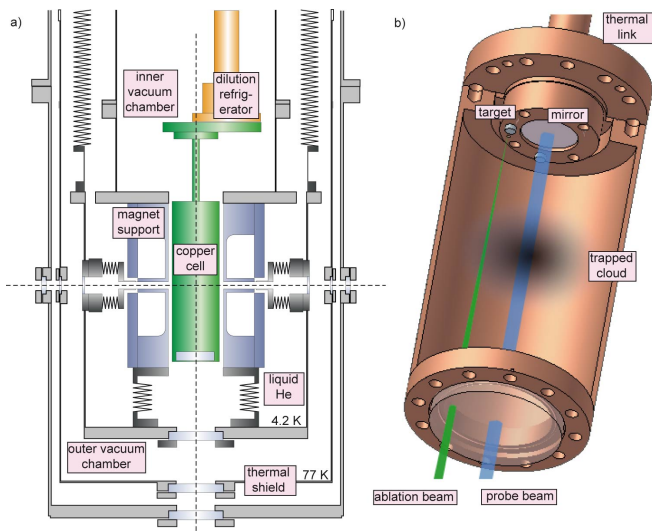 a)
inner
vacuum
chamber
dilution
refrig-
erator
magnet
support
copper
cell
liquid
He
4.2 K
outer vacuum
chamber
thermal
shield
77 K
b)
thermal
link
target
mirror
trapped
cloud
ablation beam
probe beam